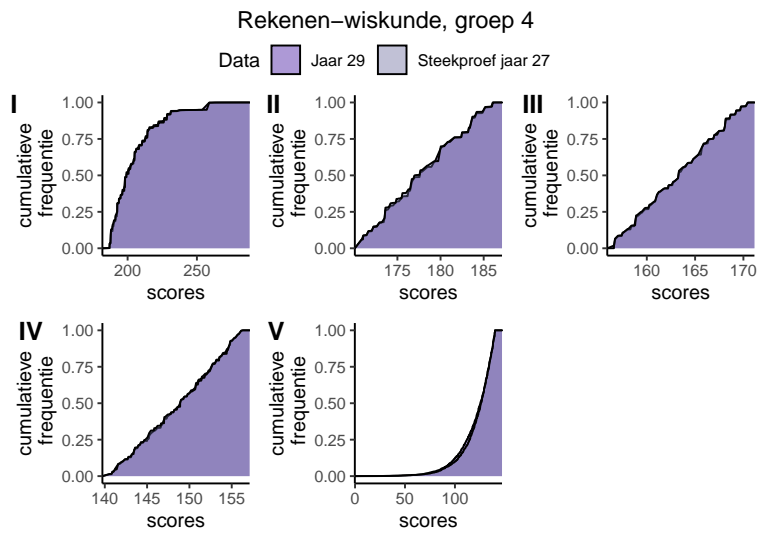 Rekenen−wiskunde, groep 4
Data Jaar 29 Steekproef jaar 27
I
1.00
0.75
0.50
0.25
0.00
cumulatieve
frequentie
200 250
scores
II
1.00
0.75
0.50
0.25
0.00
cumulatieve
frequentie
175 180 185
scores
III
1.00
0.75
0.50
0.25
0.00
cumulatieve
frequentie
160 165 170
scores
IV
1.00
0.75
0.50
0.25
0.00
cumulatieve
frequentie
140 145 150 155
scores
V
1.00
0.75
0.50
0.25
0.00
cumulatieve
frequentie
0 50 100
scores